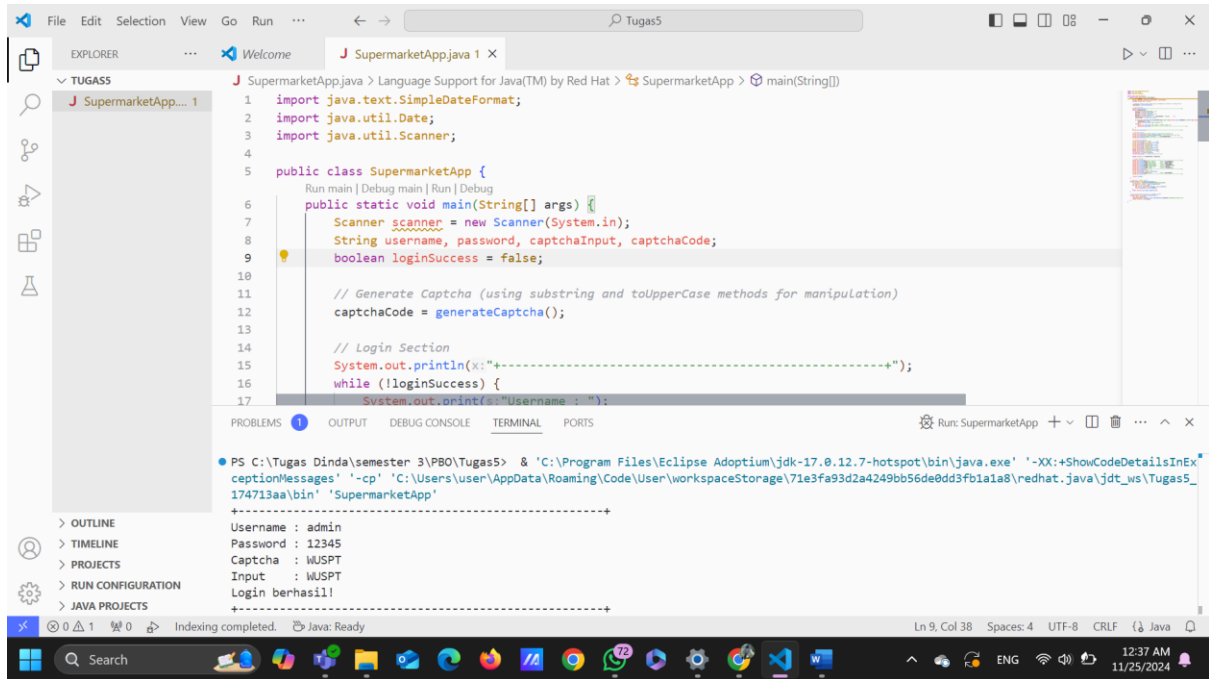 File Edit Selection View Go Run ··· ← → Tugas5
EXPLORER ···
Welcome
J SupermarketApp.java 1 ×
TUGAS5
J SupermarketApp.... 1
J SupermarketApp.java > Language Support for Java(TM) by Red Hat > SupermarketApp > main(String[])
1 import java.text.SimpleDateFormat;
2 import java.util.Date;
3 import java.util.Scanner;
4
5 public class SupermarketApp {
Run main | Debug main | Run | Debug
6 public static void main(String[] args) {
7 Scanner scanner = new Scanner(System.in);
8 String username, password, captchaInput, captchaCode;
9 boolean loginSuccess = false;
10
11 // Generate Captcha (using substring and toUpperCase methods for manipulation)
12 captchaCode = generateCaptcha();
13
14 // Login Section
15 System.out.println(x:"+--------------------------------------------------+");
16 while (!loginSuccess) {
17 System.out.print(s:"Username : ");
PROBLEMS 1 OUTPUT DEBUG CONSOLE TERMINAL PORTS
Run: SupermarketApp
PS C:\Tugas Dinda\semester 3\PBO\Tugas5> & 'C:\Program Files\Eclipse Adoptium\jdk-17.0.12.7-hotspot\bin\java.exe' '-XX:+ShowCodeDetailsInEx
ceptionMessages' '-cp' 'C:\Users\user\AppData\Roaming\Code\User\workspaceStorage\71e3fa93d2a4249bb56de0dd3fb1a1a8\redhat.java\jdt_ws\Tugas5_
174713aa\bin' 'SupermarketApp'
+--------------------------------------------------+
Username : admin
Password : 12345
Captcha : WUSPT
Input : WUSPT
Login berhasil!
+--------------------------------------------------+
> OUTLINE
> TIMELINE
> PROJECTS
> RUN CONFIGURATION
> JAVA PROJECTS
0 1 0 Indexing completed. Java: Ready
Ln 9, Col 38 Spaces: 4 UTF-8 CRLF Java
Search
72
ENG
12:37 AM
11/25/2024